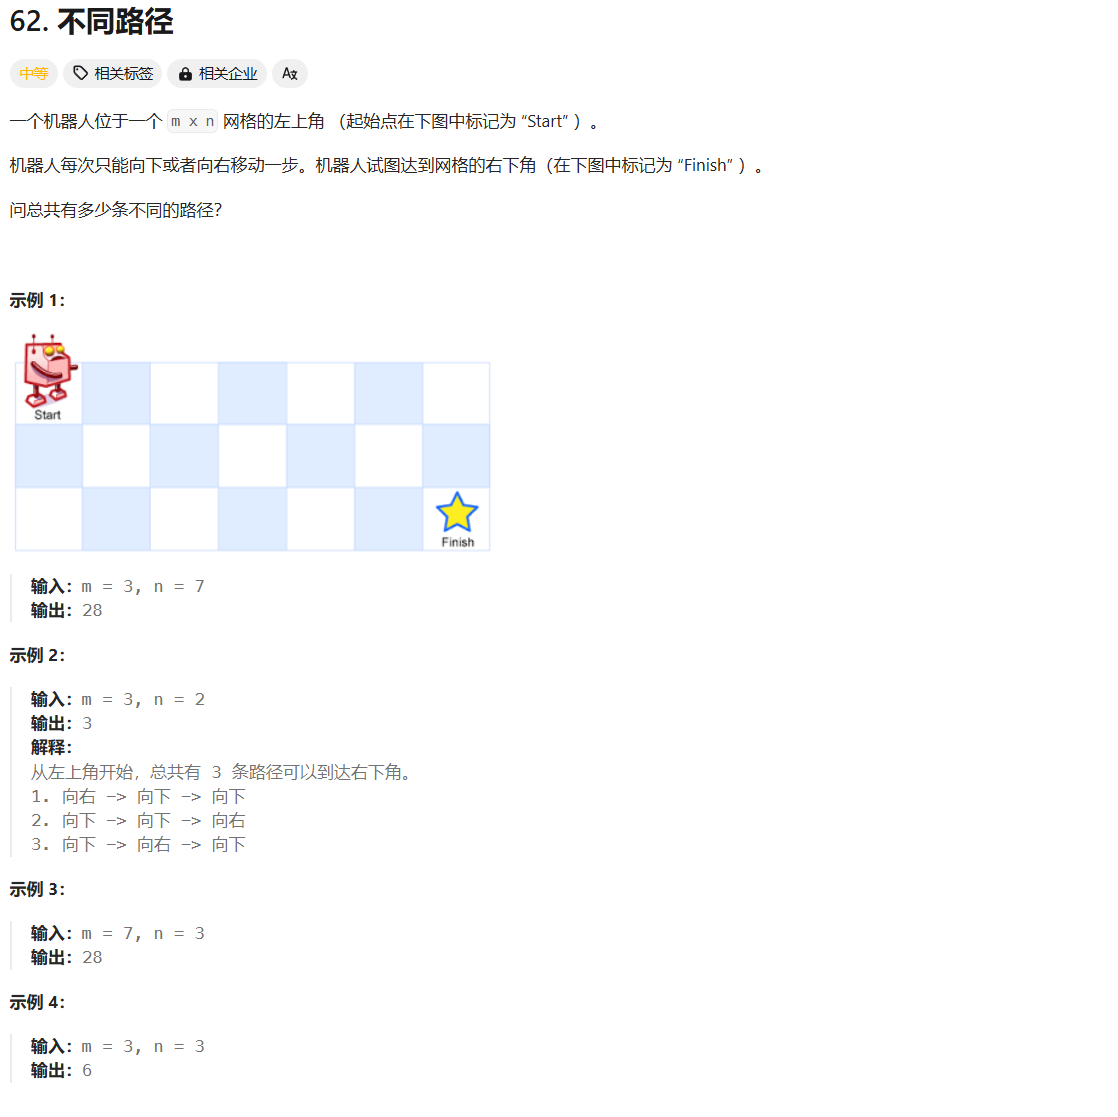 62. 不同路径
中等 相关标签 相关企业 A文
一个机器人位于一个 m x n 网格的左上角 （起始点在下图中标记为 “Start” ）。
机器人每次只能向下或者向右移动一步。机器人试图达到网格的右下角（在下图中标记为 “Finish” ）。
问总共有多少条不同的路径？
示例 1：
Start
Finish
输入：m = 3, n = 7
输出：28
示例 2：
输入：m = 3, n = 2
输出：3
解释：
从左上角开始，总共有 3 条路径可以到达右下角。
1. 向右 -> 向下 -> 向下
2. 向下 -> 向下 -> 向右
3. 向下 -> 向右 -> 向下
示例 3：
输入：m = 7, n = 3
输出：28
示例 4：
输入：m = 3, n = 3
输出：6